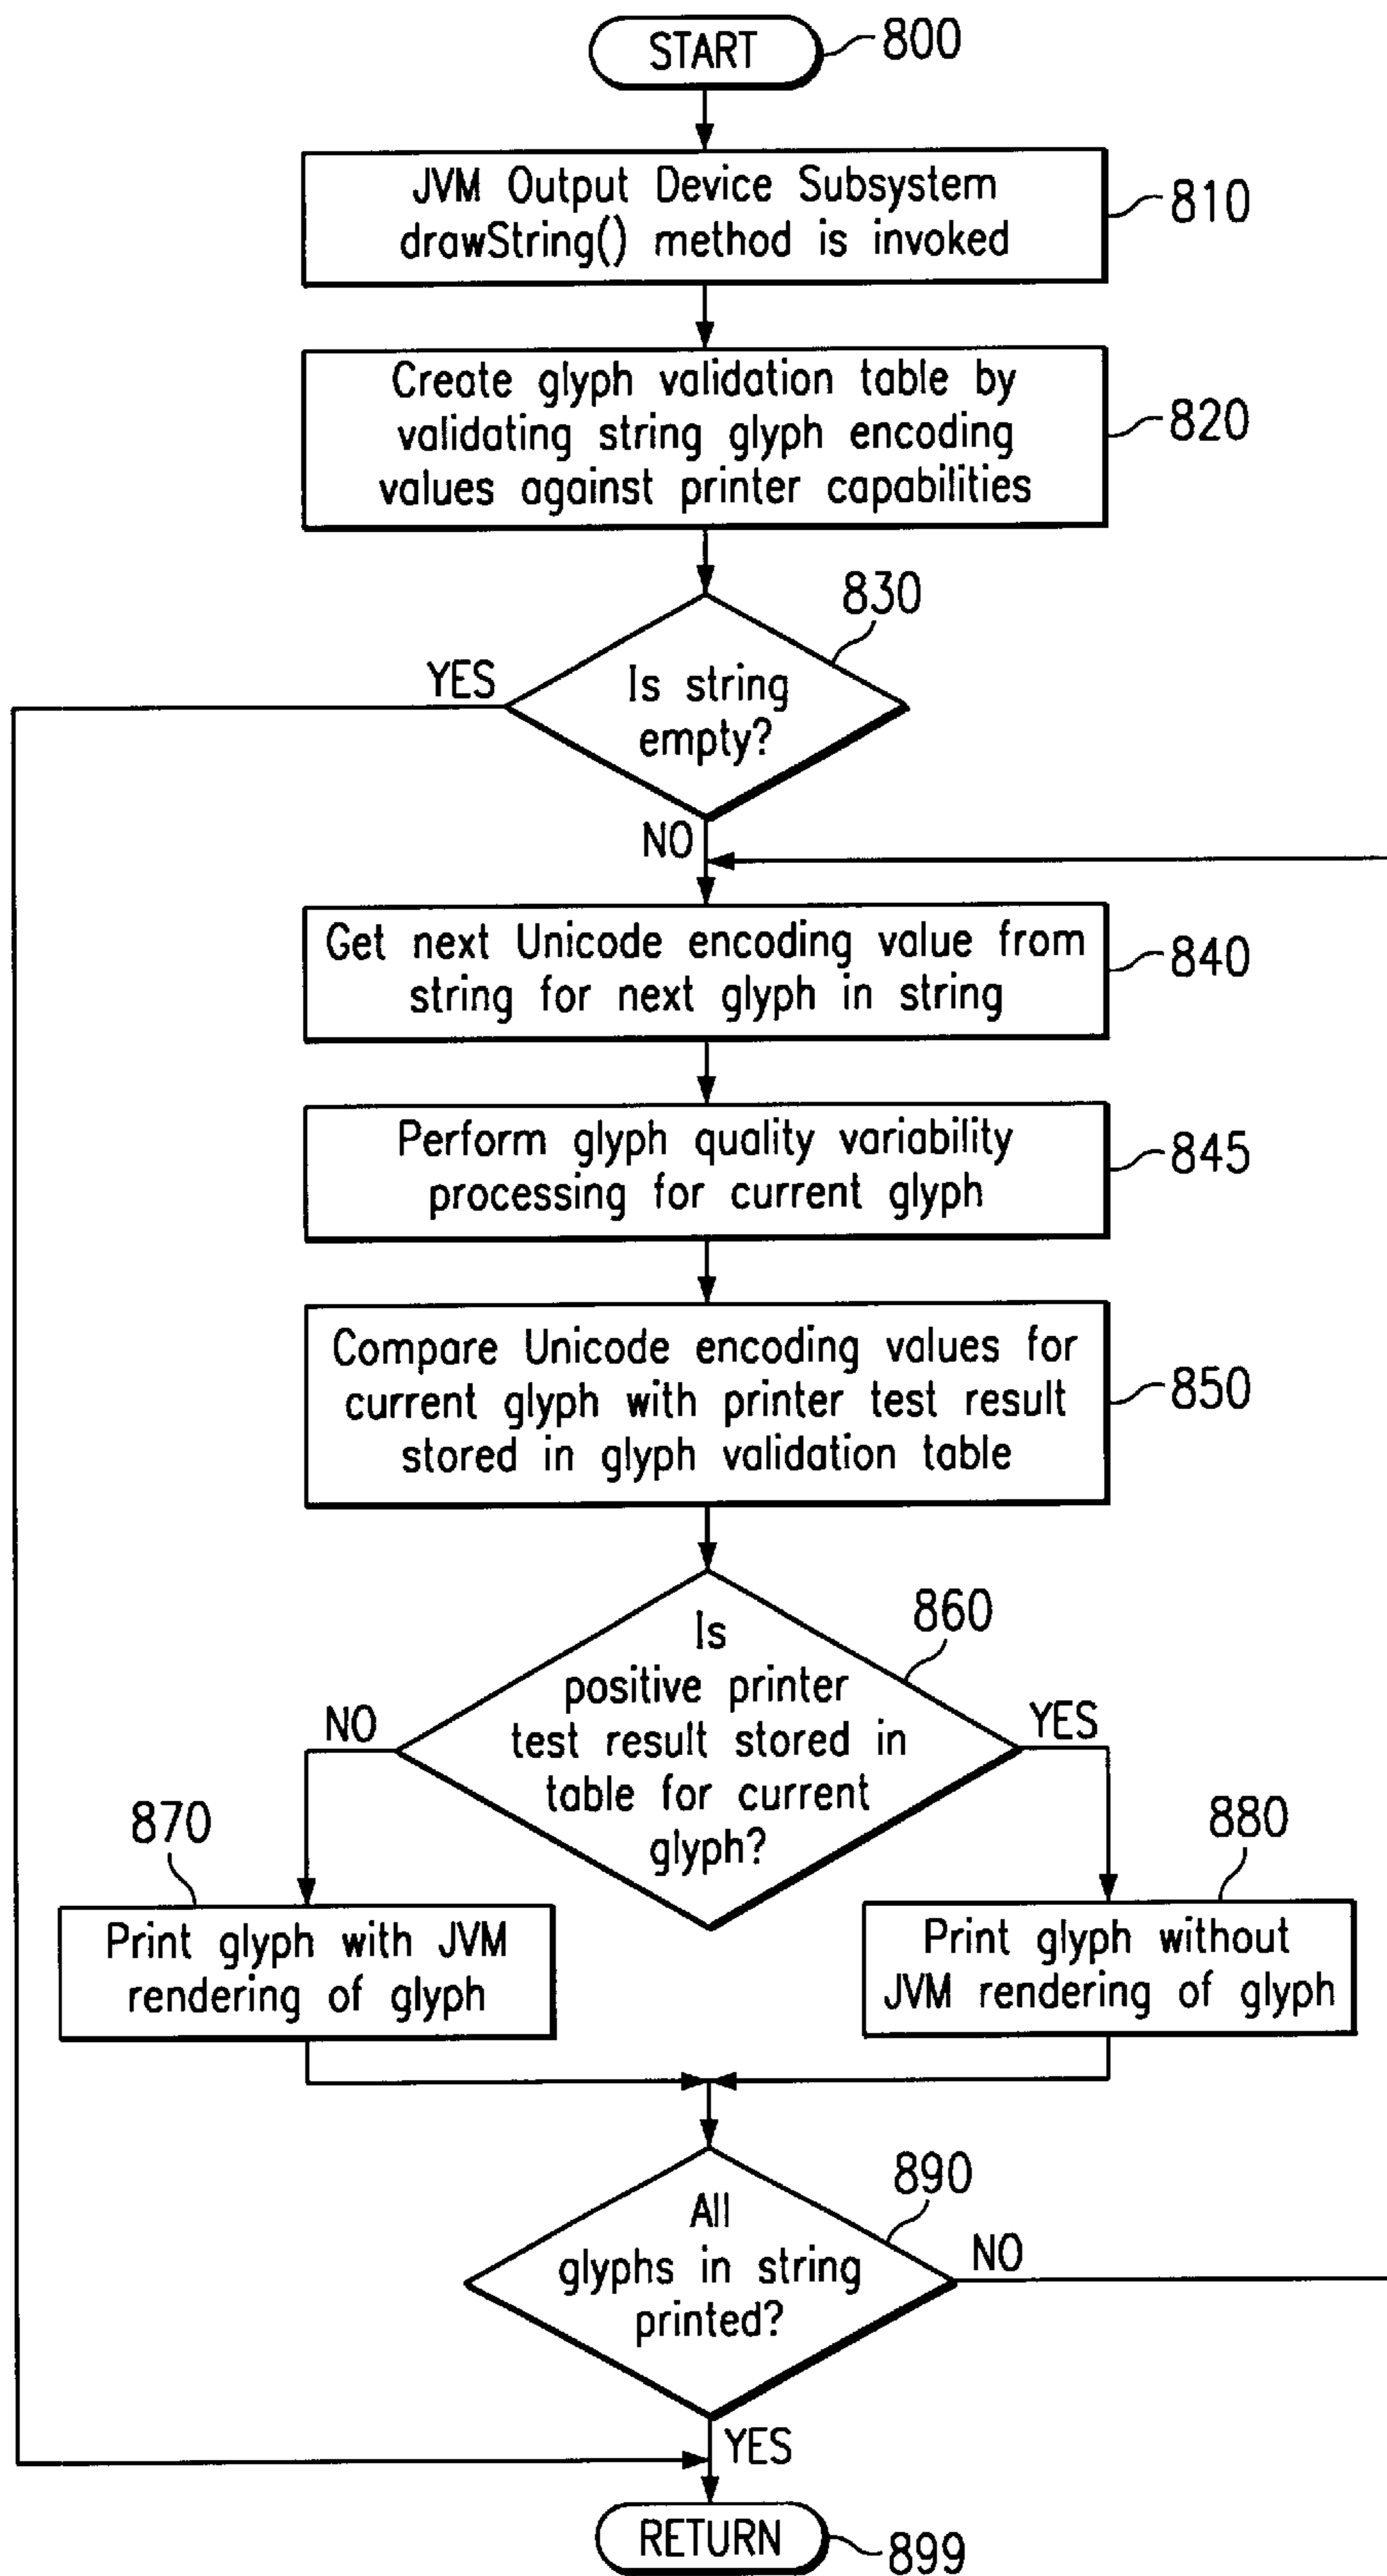 START
800
JVM Output Device Subsystem
drawString() method is invoked
810
Create glyph validation table by
validating string glyph encoding
values against printer capabilities
820
830
YES
Is string
empty?
NO
Get next Unicode encoding value from
string for next glyph in string
840
Perform glyph quality variability
processing for current glyph
845
Compare Unicode encoding values for
current glyph with printer test result
stored in glyph validation table
850
860
Is
positive printer
test result stored in
table for current
glyph?
NO
YES
870
880
Print glyph with JVM
rendering of glyph
Print glyph without
JVM rendering of glyph
890
All
glyphs in string
printed?
NO
YES
RETURN
899